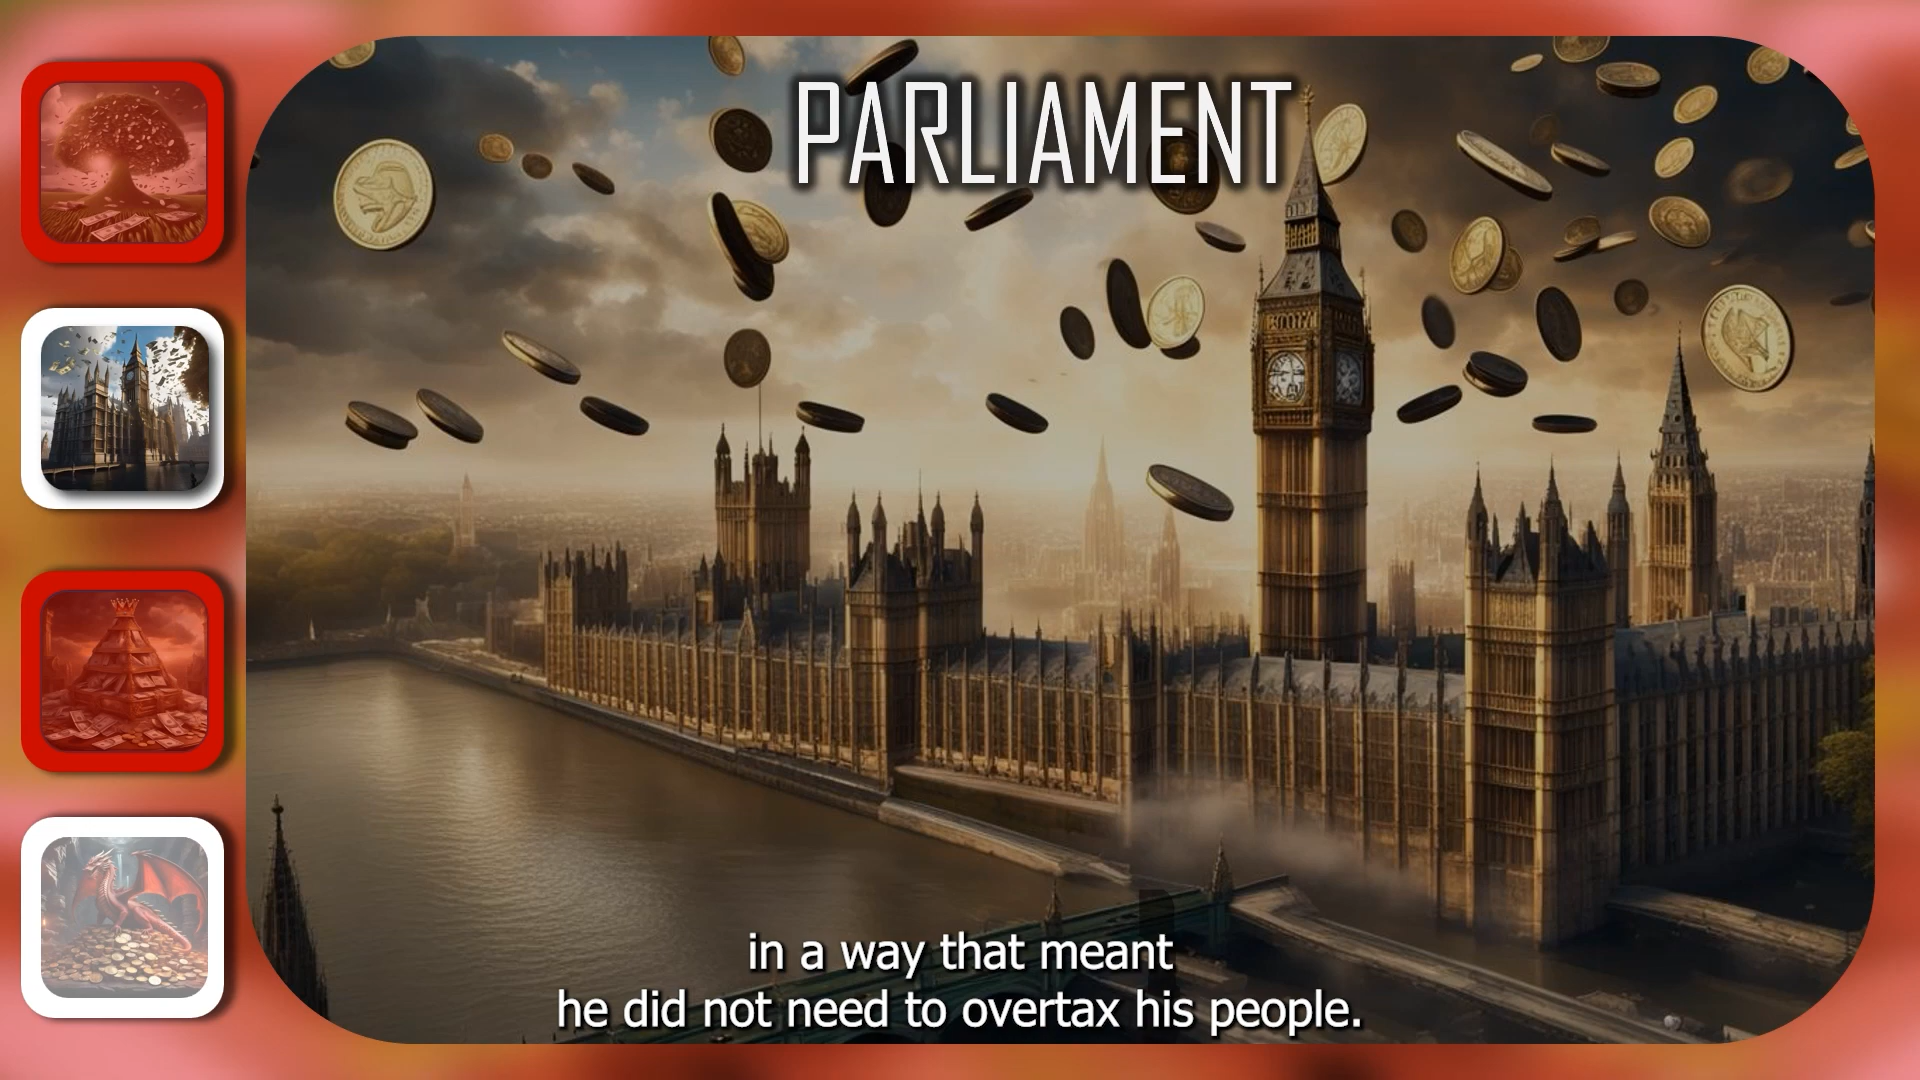 PARLIAMENT
in a way that meant
he did not need to overtax his people.